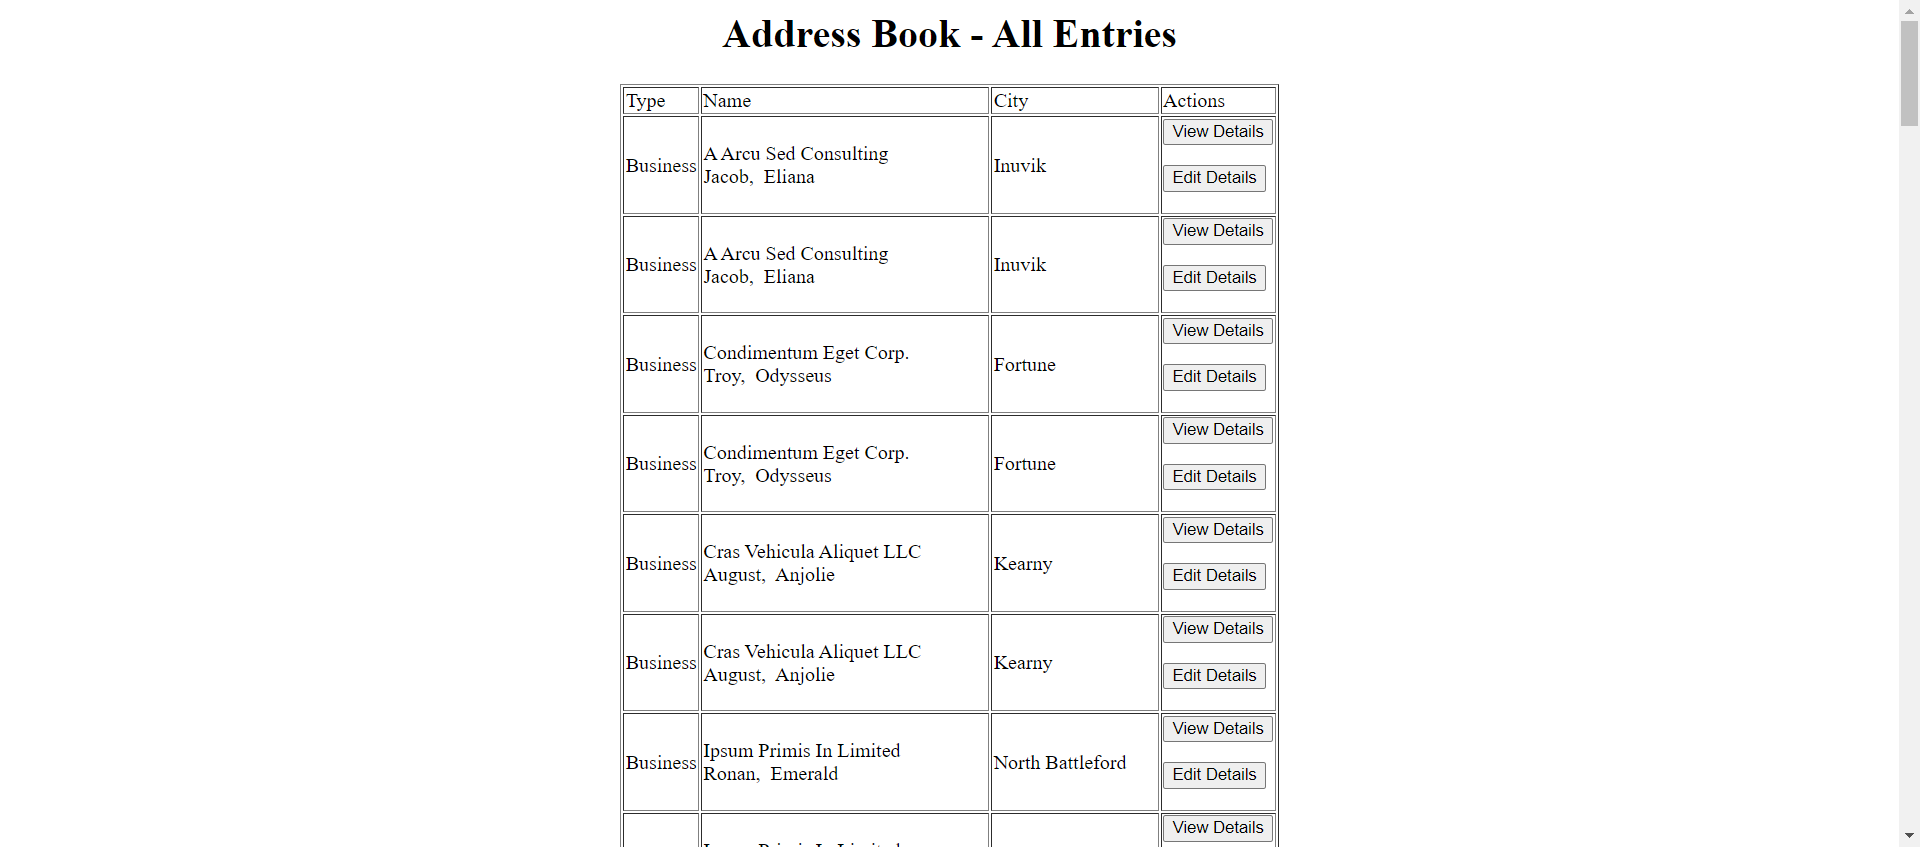 Address Book - All Entries
Type Name City Actions
View Details
Business A Arcu Sed Consulting
Jacob, Eliana Inuvik
Edit Details
View Details
Business A Arcu Sed Consulting
Jacob, Eliana Inuvik
Edit Details
View Details
Business Condimentum Eget Corp.
Troy, Odysseus Fortune
Edit Details
View Details
Business Condimentum Eget Corp.
Troy, Odysseus Fortune
Edit Details
View Details
Business Cras Vehicula Aliquet LLC
August, Anjolie Kearny
Edit Details
View Details
Business Cras Vehicula Aliquet LLC
August, Anjolie Kearny
Edit Details
View Details
Business Ipsum Primis In Limited
Ronan, Emerald North Battleford
Edit Details
View Details